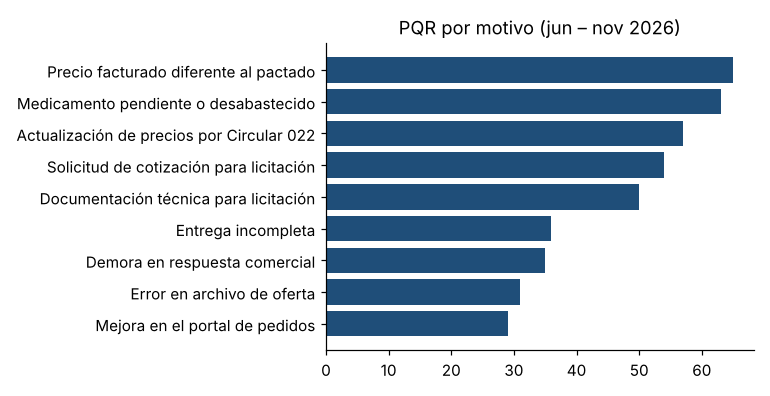 PQR por motivo (jun – nov 2026)
Precio facturado diferente al pactado
Medicamento pendiente o desabastecido
Actualización de precios por Circular 022
Solicitud de cotización para licitación
Documentación técnica para licitación
Entrega incompleta
Demora en respuesta comercial
Error en archivo de oferta
Mejora en el portal de pedidos
0 10 20 30 40 50 60